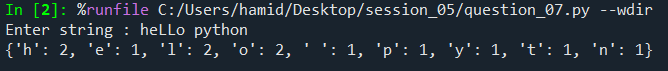 In [2]: %runfile C:/Users/hamid/Desktop/session_05/question_07.py --wdir
Enter string : heLLo python
{'h': 2, 'e': 1, 'l': 2, 'o': 2, ' ': 1, 'p': 1, 'y': 1, 't': 1, 'n': 1}